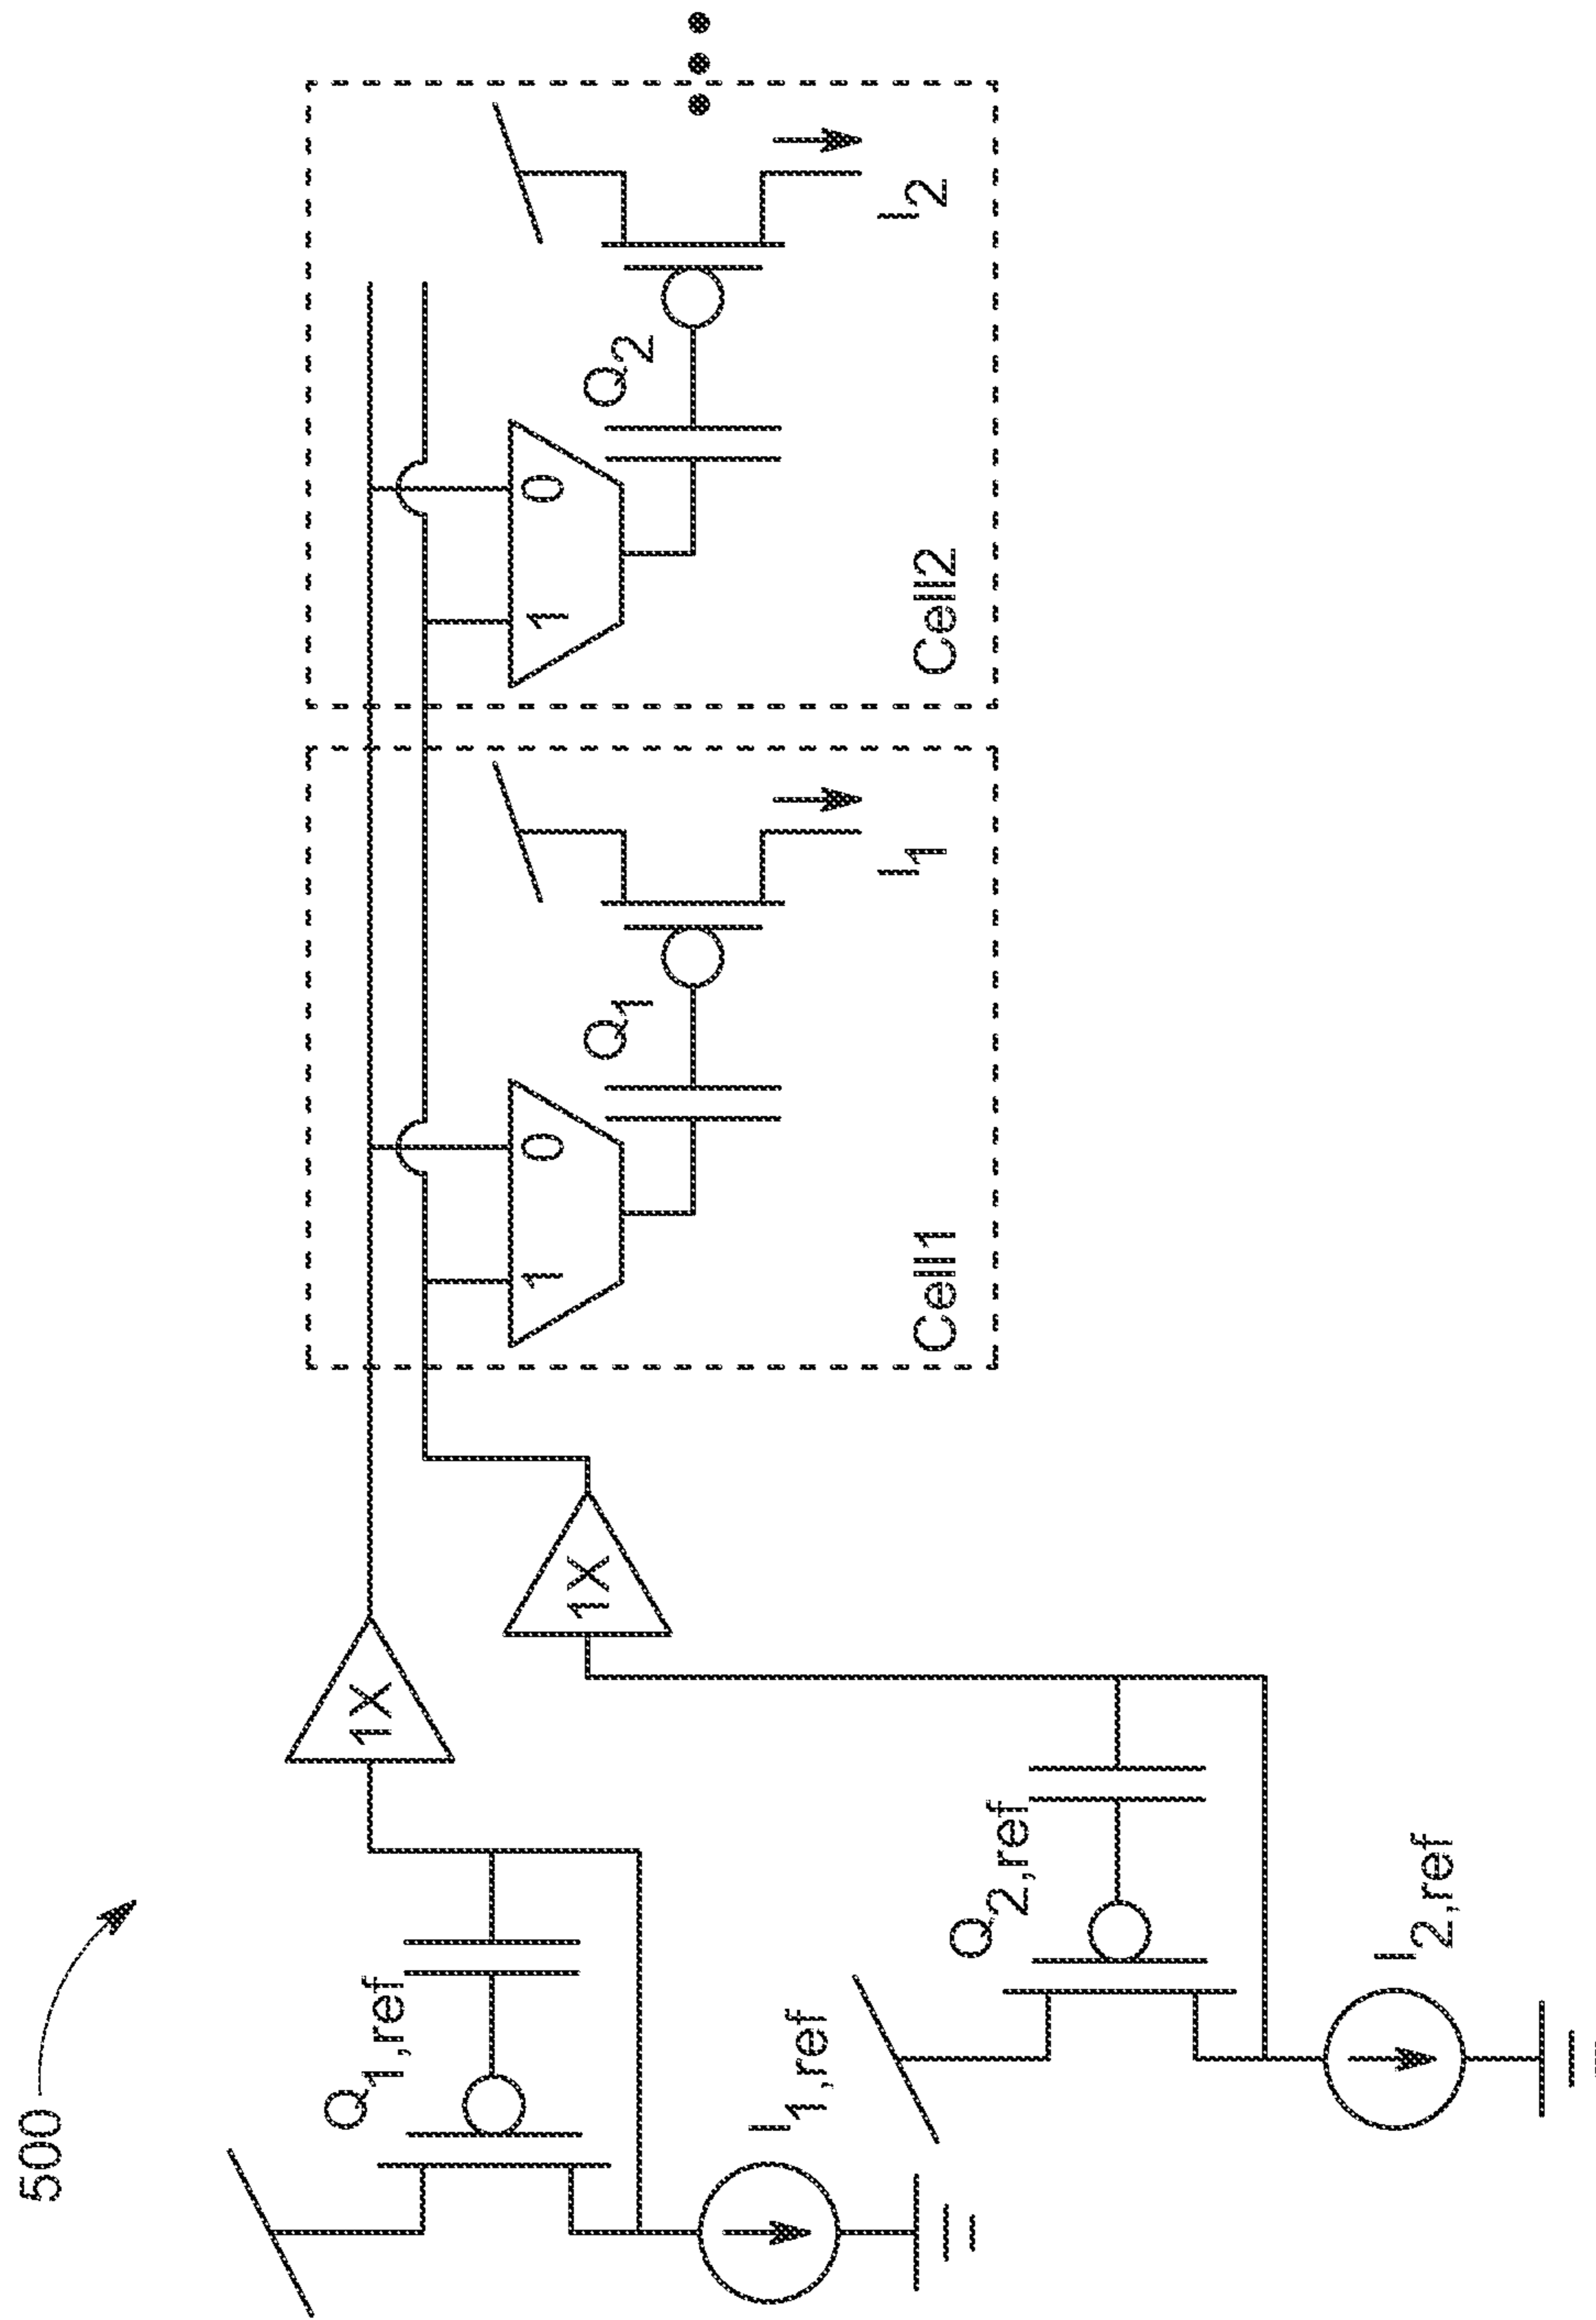 500
Q1,ref
I1,ref
Q2,ref
I2,ref
1X
1X
1
0
Q1
I1
Cell1
1
0
Q2
I2
Cell2